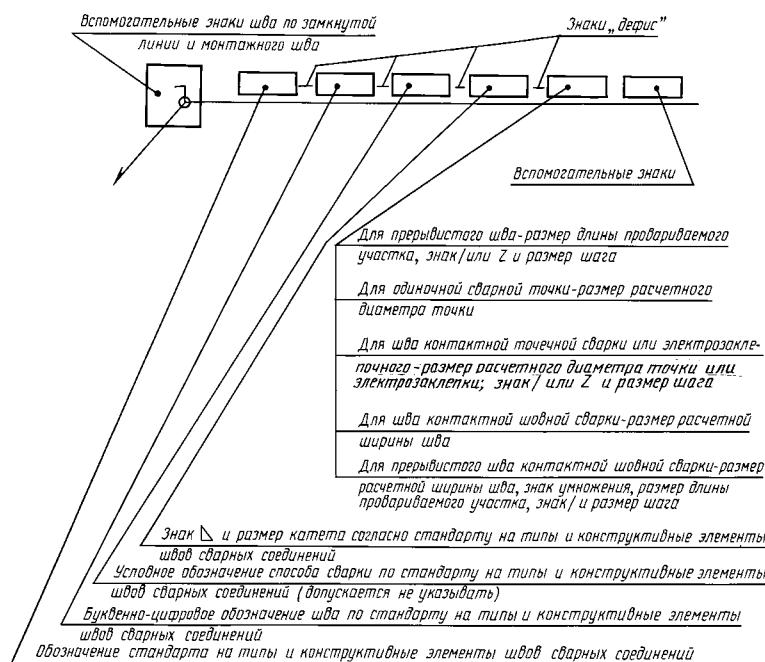 Вспомогательные знаки шва по замкнутой
линии и монтажного шва
Знаки „дефис”
Вспомогательные знаки
Для прерывистого шва-размер длины провариваемого
участка, знак/или Z и размер шага
Для одиночной сварной точки-размер расчетного
диаметра точки
Для шва контактной точечной сварки или электрозакле-
почного-размер расчетного диаметра точки или
электрозаклепки; знак/ или Z и размер шага
Для шва контактной шовной сварки-размер расчетной
ширины шва
Для прерывистого шва контактной шовной сварки-размер
расчетной ширины шва, знак умножения, размер длины
провариваемого участка, знак/ и размер шага
Знак ◺ и размер катета согласно стандарту на типы и конструктивные элементы
швов сварных соединений
Условное обозначение способа сварки по стандарту на типы и конструктивные элементы
швов сварных соединений (допускается не указывать)
Буквенно-цифровое обозначение шва по стандарту на типы и конструктивные элементы
швов сварных соединений
Обозначение стандарта на типы и конструктивные элементы швов сварных соединений